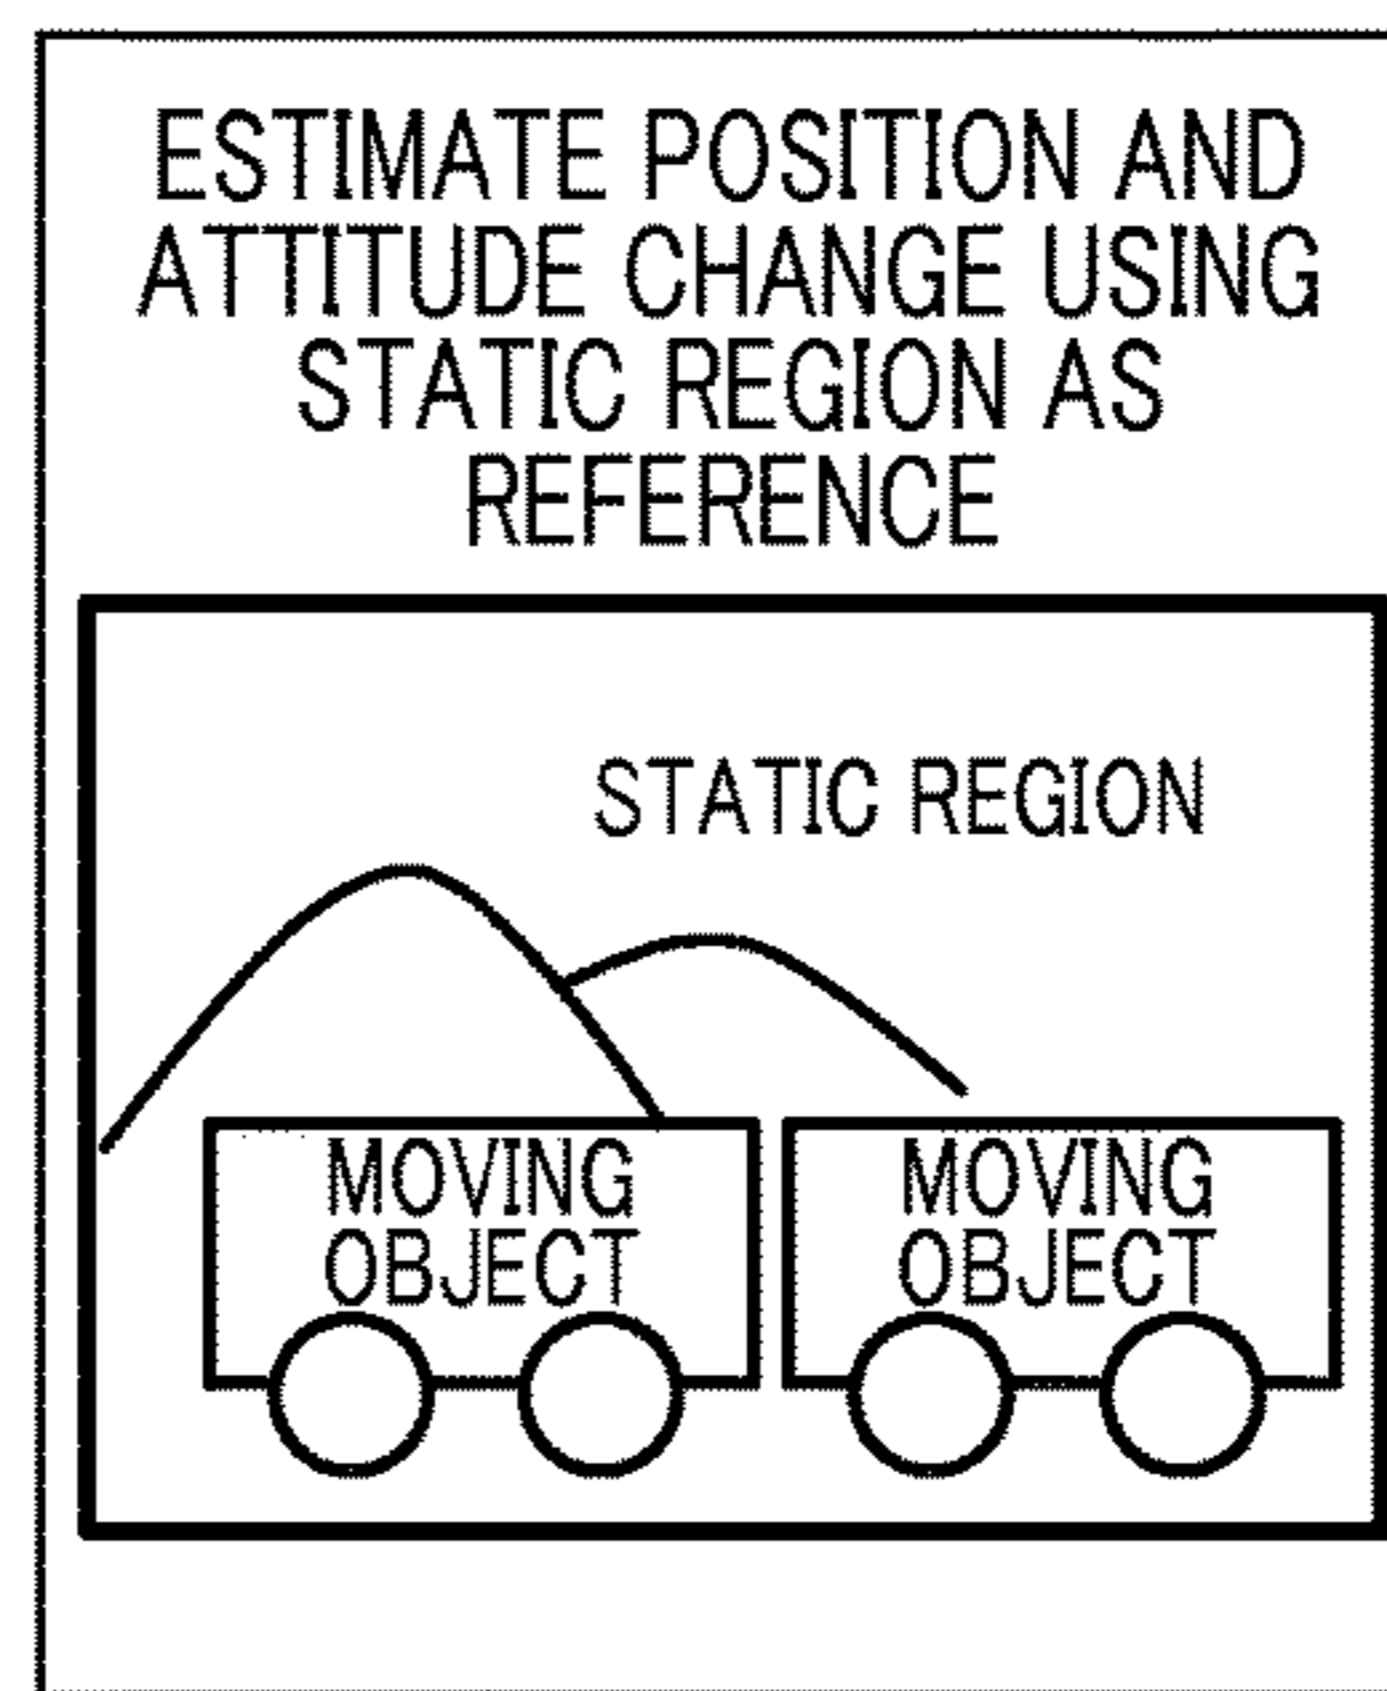 ESTIMATE POSITION AND
ATTITUDE CHANGE USING
STATIC REGION AS
REFERENCE
STATIC REGION
MOVING
OBJECT
MOVING
OBJECT